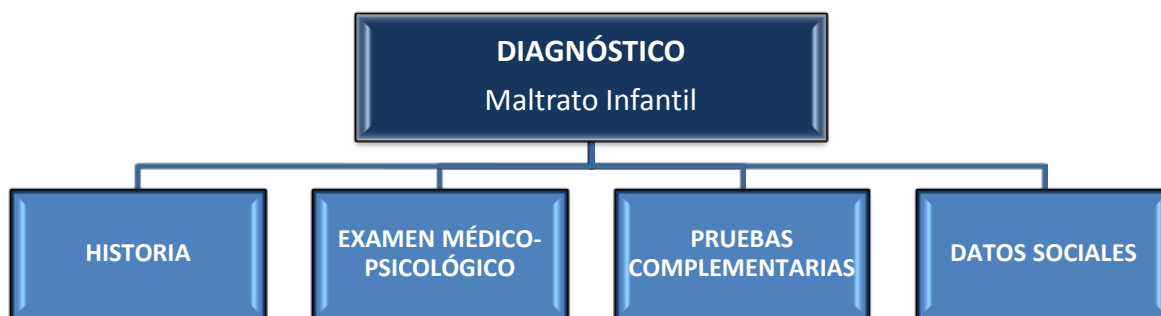 DIAGNÓSTICO
Maltrato Infantil
HISTORIA
EXAMEN MÉDICO-
PSICOLÓGICO
PRUEBAS
COMPLEMENTARIAS
DATOS SOCIALES